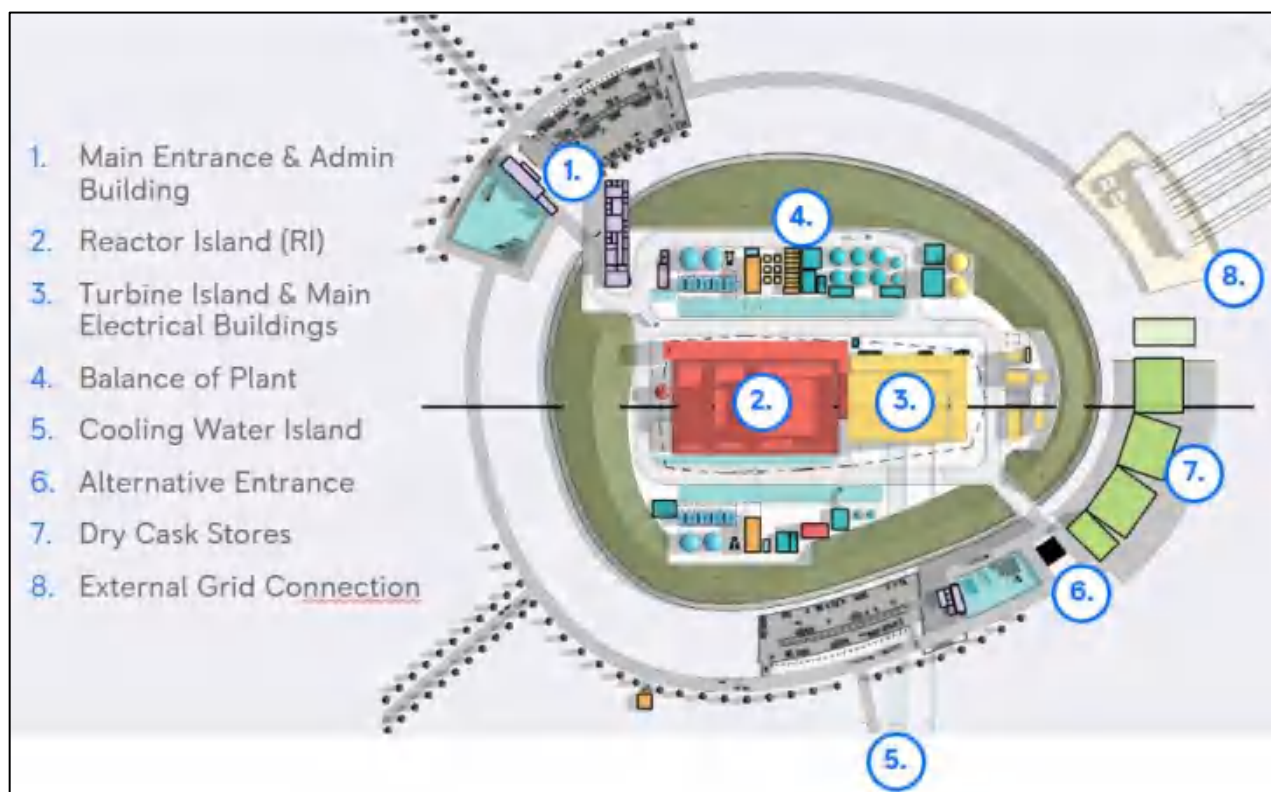 1. Main Entrance & Admin
Building
2. Reactor Island (RI)
3. Turbine Island & Main
Electrical Buildings
4. Balance of Plant
5. Cooling Water Island
6. Alternative Entrance
7. Dry Cask Stores
8. External Grid Connection
1.
4.
8.
2.
3.
7.
6.
5.